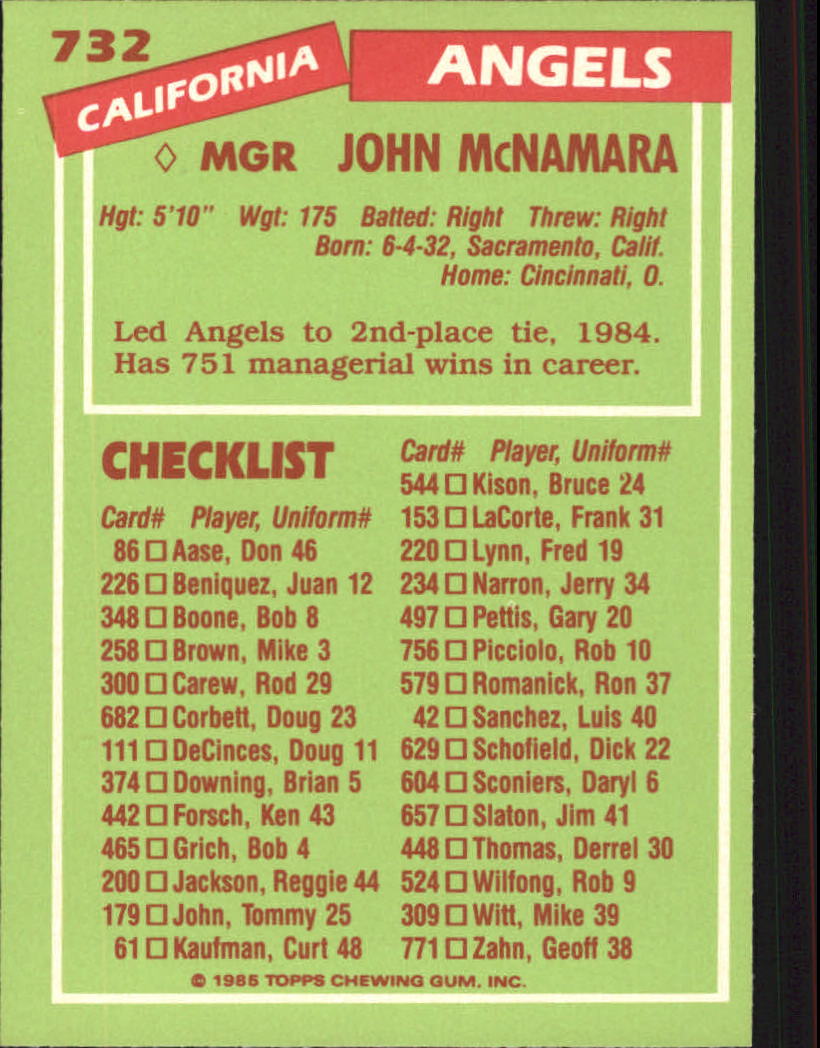 732
CALIFORNIA ANGELS
◊ MGR JOHN McNAMARA
Hgt: 5'10" Wgt: 175 Batted: Right Threw: Right
Born: 6-4-32, Sacramento, Calif.
Home: Cincinnati, O.
Led Angels to 2nd-place tie, 1984.
Has 751 managerial wins in career.
CHECKLIST
Card# Player, Uniform#
86 □ Aase, Don 46
226 □ Beniquez, Juan 12
348 □ Boone, Bob 8
258 □ Brown, Mike 3
300 □ Carew, Rod 29
682 □ Corbett, Doug 23
111 □ DeCinces, Doug 11
374 □ Downing, Brian 5
442 □ Forsch, Ken 43
465 □ Grich, Bob 4
200 □ Jackson, Reggie 44
179 □ John, Tommy 25
61 □ Kaufman, Curt 48
Card# Player, Uniform#
544 □ Kison, Bruce 24
153 □ LaCorte, Frank 31
220 □ Lynn, Fred 19
234 □ Narron, Jerry 34
497 □ Pettis, Gary 20
756 □ Picciolo, Rob 10
579 □ Romanick, Ron 37
42 □ Sanchez, Luis 40
629 □ Schofield, Dick 22
604 □ Sconiers, Daryl 6
657 □ Slaton, Jim 41
448 □ Thomas, Derrel 30
524 □ Wilfong, Rob 9
309 □ Witt, Mike 39
771 □ Zahn, Geoff 38
© 1985 TOPPS CHEWING GUM, INC.